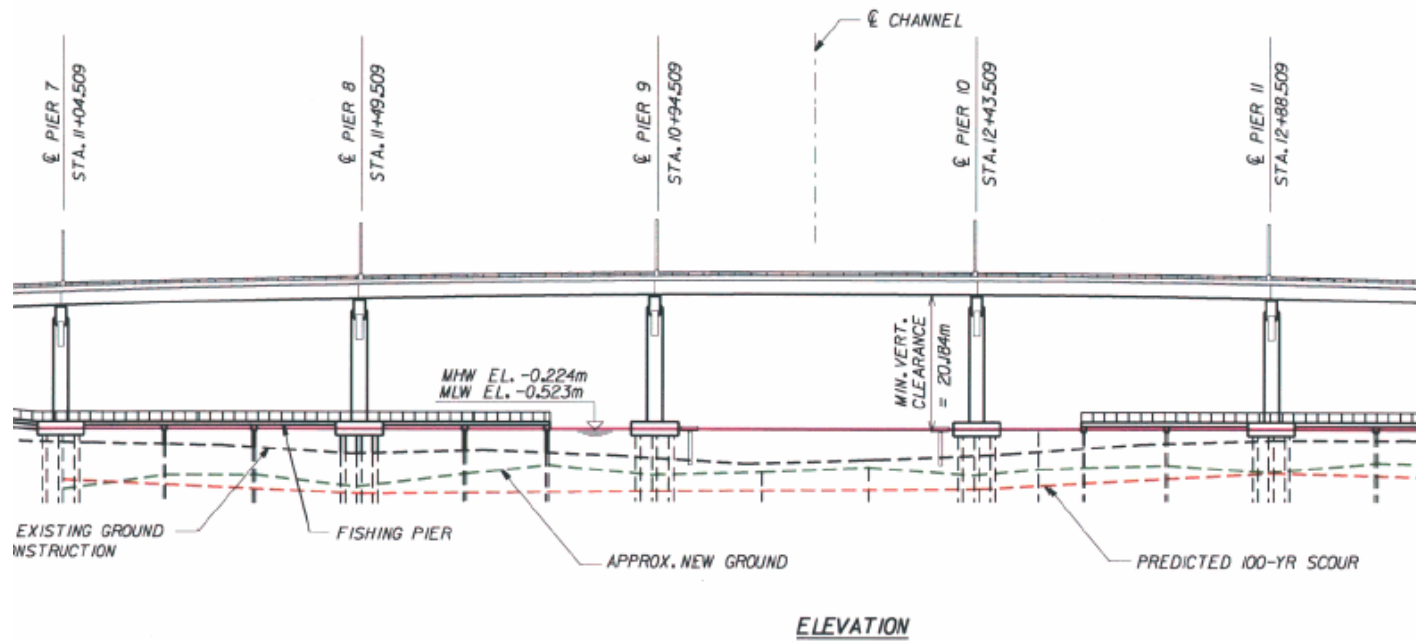 ℄ CHANNEL
℄ PIER 7
STA. 11+04.509
℄ PIER 8
STA. 11+49.509
℄ PIER 9
STA. 10+94.509
℄ PIER 10
STA. 12+43.509
℄ PIER 11
STA. 12+88.509
MHW EL. -0.224m
MLW EL. -0.523m
MIN. VERT.
CLEARANCE
= 20.184m
EXISTING GROUND
ONSTRUCTION
FISHING PIER
APPROX. NEW GROUND
PREDICTED 100-YR SCOUR
ELEVATION